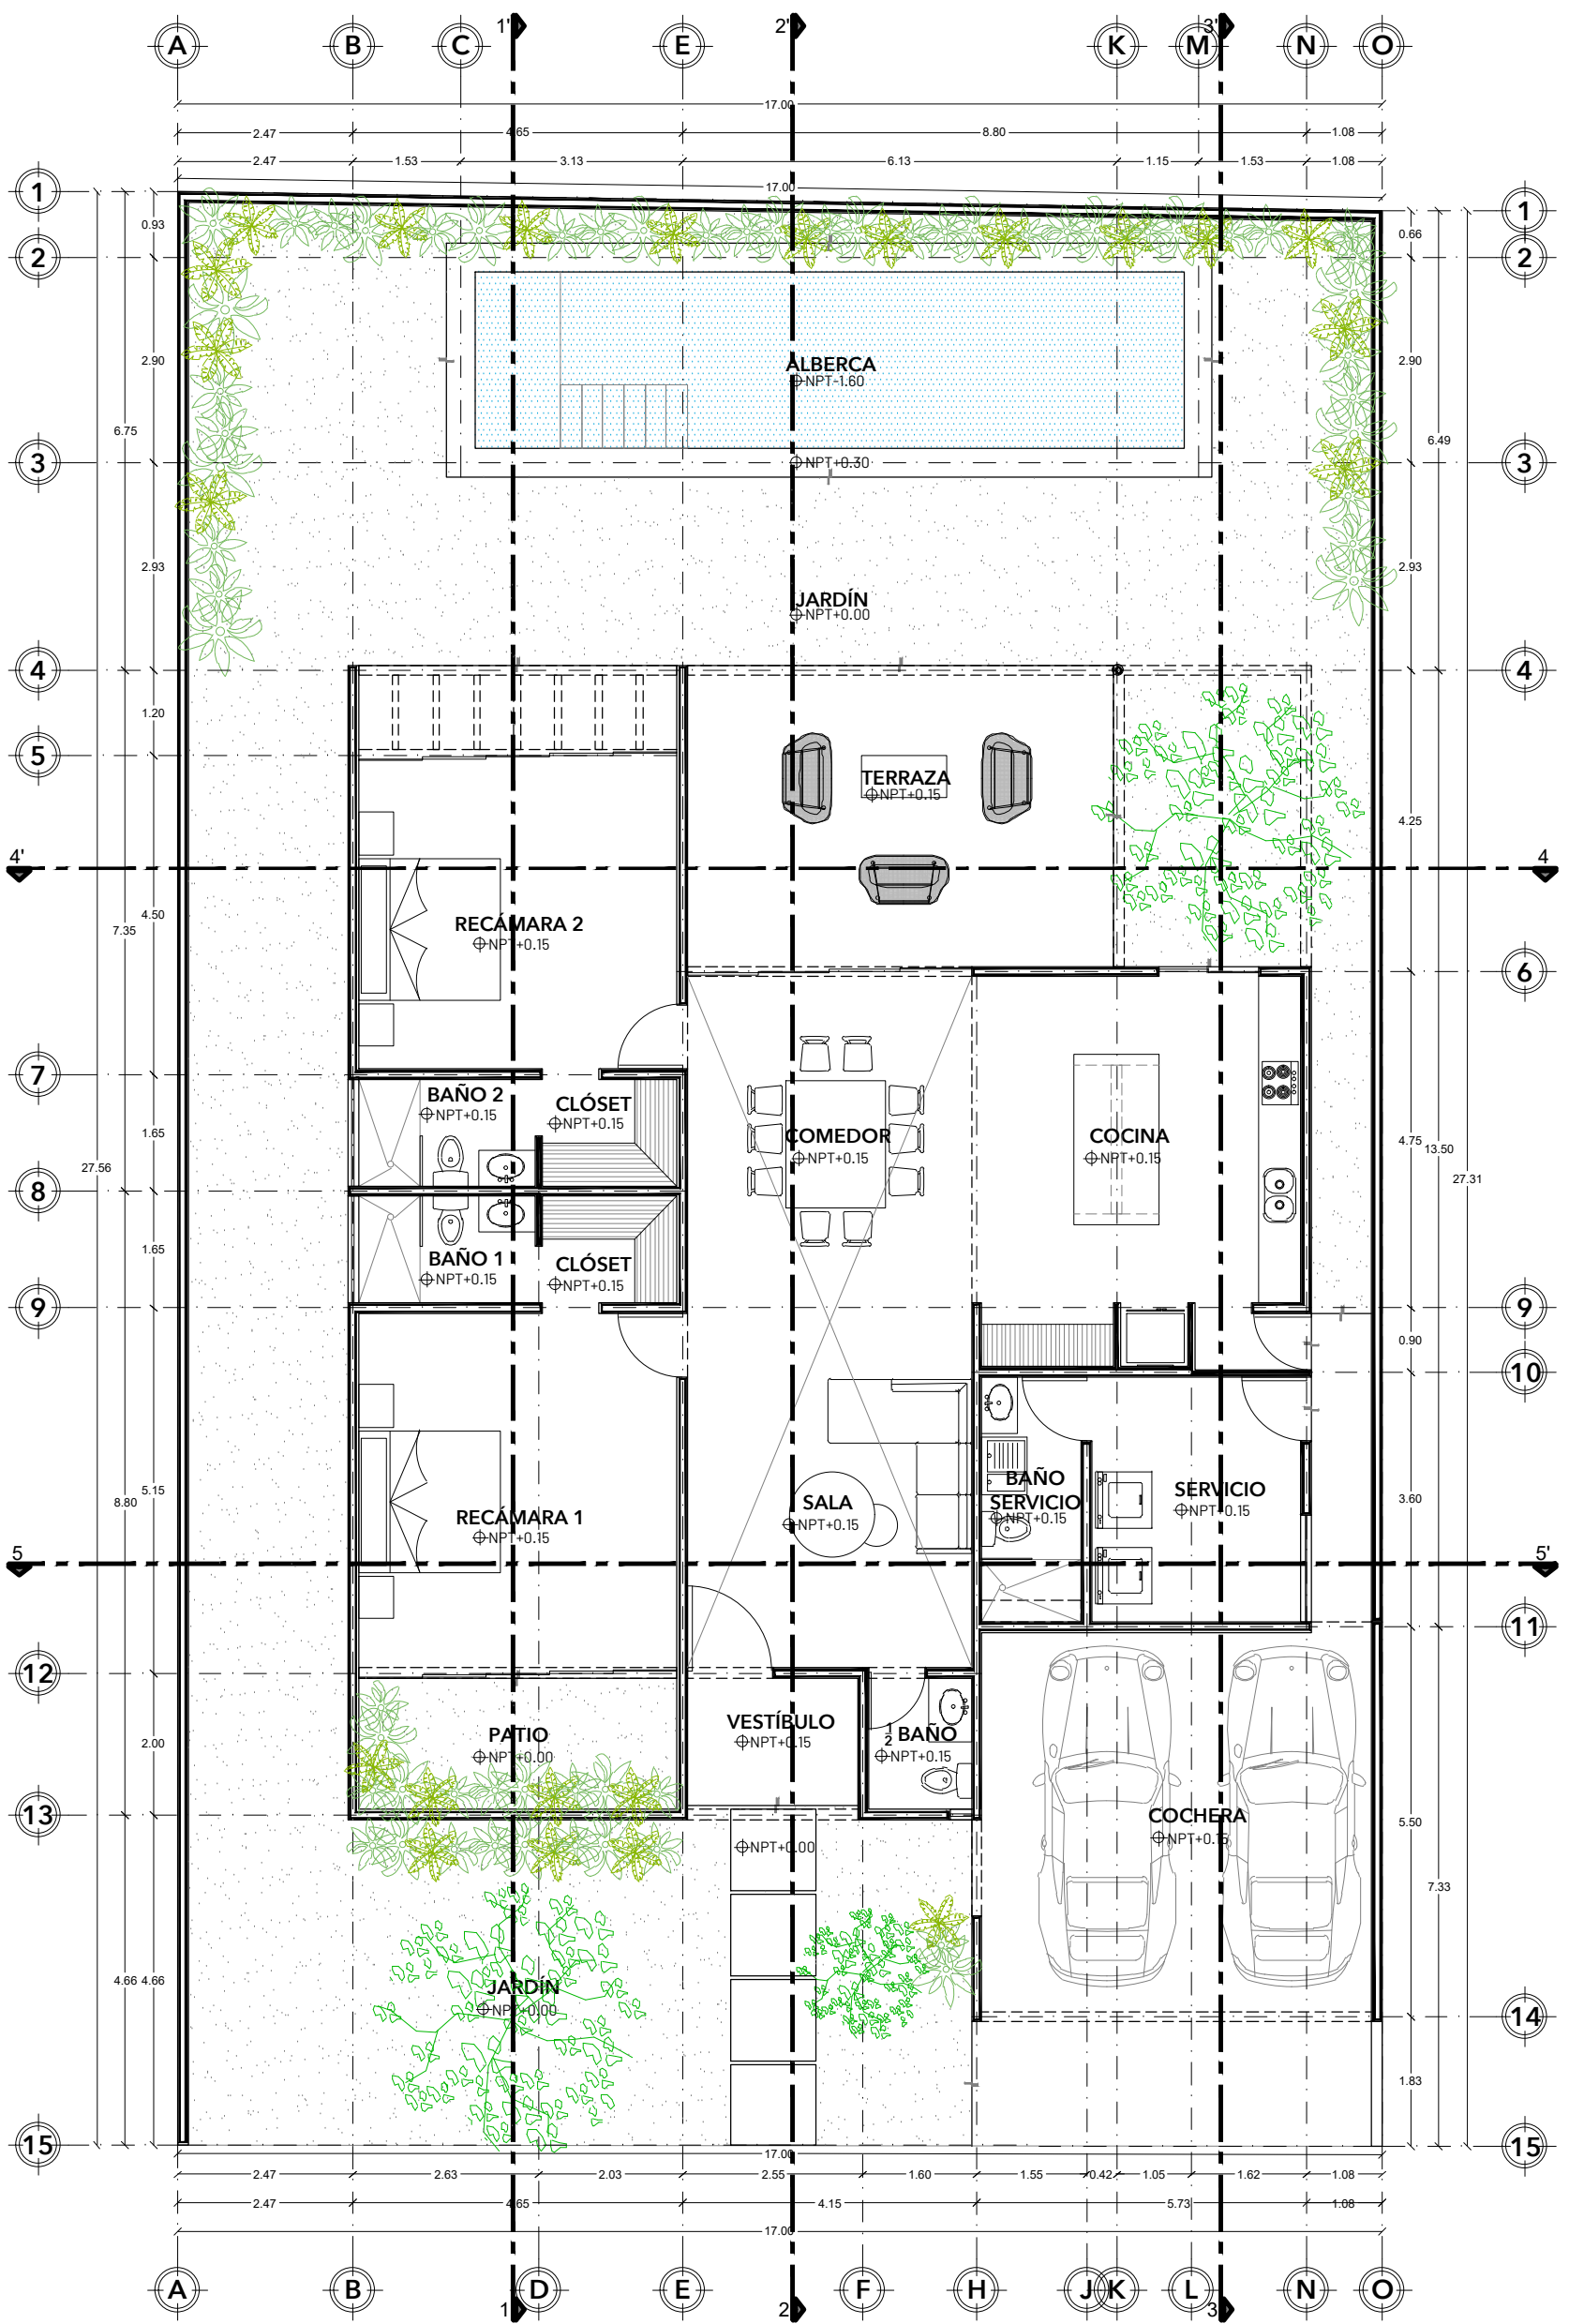 1' 2' 3'
A B C E K M N O
17.00
2.47 4.65 8.80 1.08
2.47 1.53 3.13 6.13 1.15 1.53 1.08
17.00
1 1
0.93 0.66
2 2
2.90 2.90
ALBERCA
NPT-1.60
6.75 6.49
3 3
NPT+0.30
2.93 2.93
JARDÍN
NPT+0.00
4 4
1.20
5
TERRAZA
NPT+0.15
4.25
4' 4
4.50
7.35
RECÁMARA 2
NPT+0.15
6
7
BAÑO 2
NPT+0.15
CLÓSET
NPT+0.15
1.65
COMEDOR
NPT+0.15
COCINA
NPT+0.15
4.75 13.50
27.56 27.31
8
1.65
BAÑO 1
NPT+0.15
CLÓSET
NPT+0.15
9 9
0.90
10
5.15
8.80
RECÁMARA 1
NPT+0.15
SALA
NPT+0.15
BAÑO
SERVICIO
NPT+0.15
SERVICIO
NPT+0.15
3.60
5 5'
11
12
PATIO
NPT+0.00
VESTÍBULO
NPT+0.15
½ BAÑO
NPT+0.15
2.00
13
COCHERA
NPT+0.15
5.50
NPT+0.00
7.33
4.66 4.66
JARDÍN
NPT+0.00
14
1.83
15 15
17.00
2.47 2.63 2.03 2.55 1.60 1.55 0.42 1.05 1.62 1.08
2.47 4.65 4.15 5.73 1.08
17.00
A B D E F H J K L N O
1 2 3